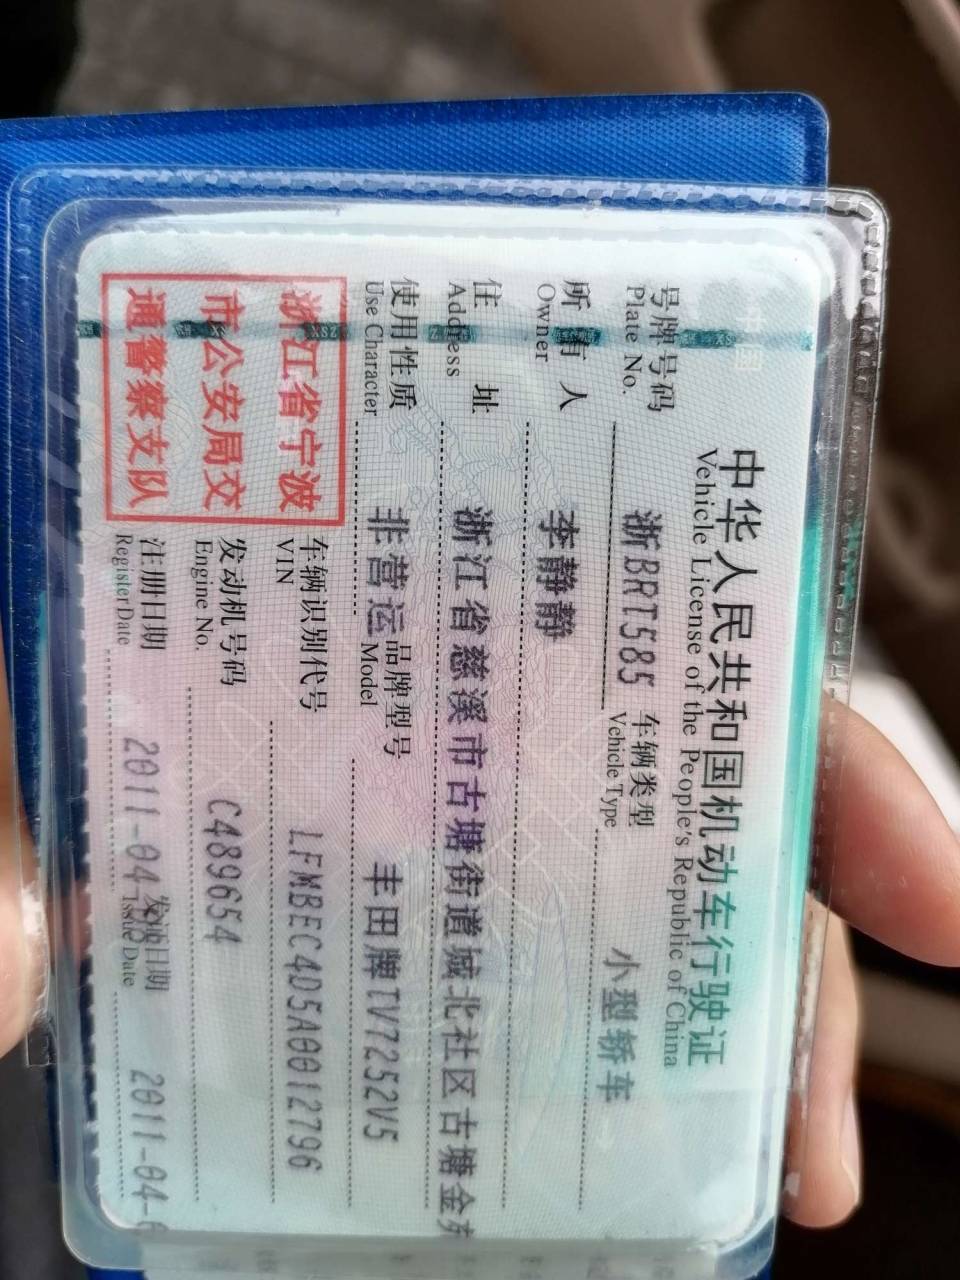 中华人民共和国机动车行驶证
Vehicle License of the People's Republic of China
号牌号码 浙BRT585 车辆类型 小型轿车
Plate No. Vehicle Type
所有人 李静静
Owner
住址 浙江省慈溪市古塘街道城北社区古塘金东
Address
使用性质 非营运 品牌型号 丰田牌TV7252V5
Use Character Model
浙江省宁波
市公安局交
通警察支队
车辆识别代号 LFMBEC4D5A0012796
VIN
发动机号码 C489654
Engine No.
注册日期 2011-04-08 发证日期 2011-04-
Register Date Issue Date